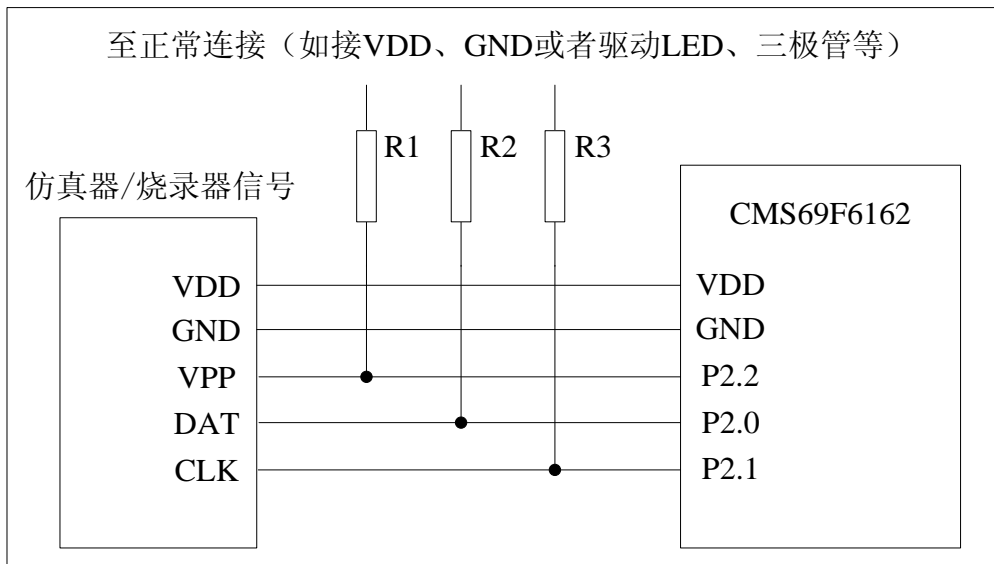 至正常连接（如接VDD、GND或者驱动LED、三极管等）
R1 R2 R3
仿真器/烧录器信号
CMS69F6162
VDD VDD
GND GND
VPP P2.2
DAT P2.0
CLK P2.1